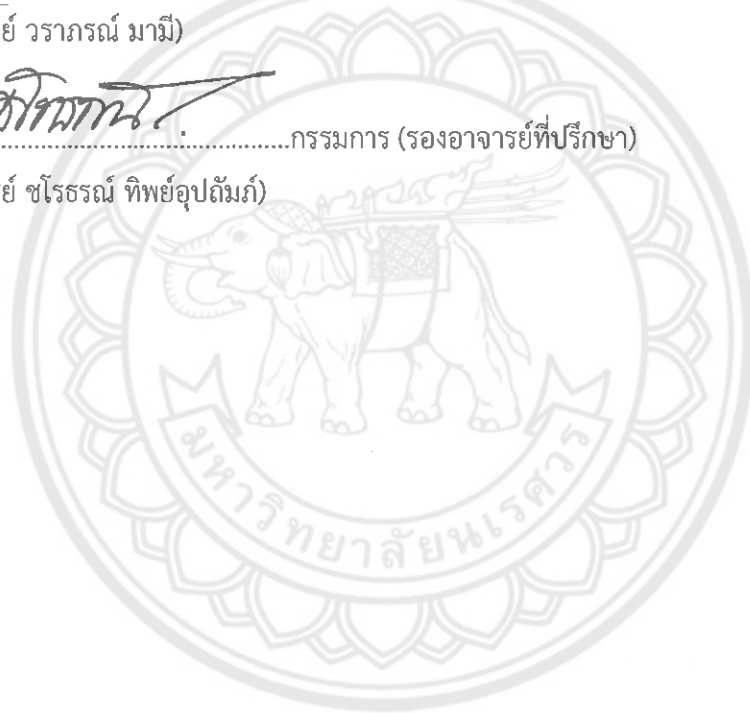 ย์ วราภรณ์ มามี)
....................................กรรมการ (รองอาจารย์ที่ปรึกษา)
ย์ ชโรธรณ์ ทิพย์อุปถัมภ์)
มหาวิทยาลัยนเรศวร